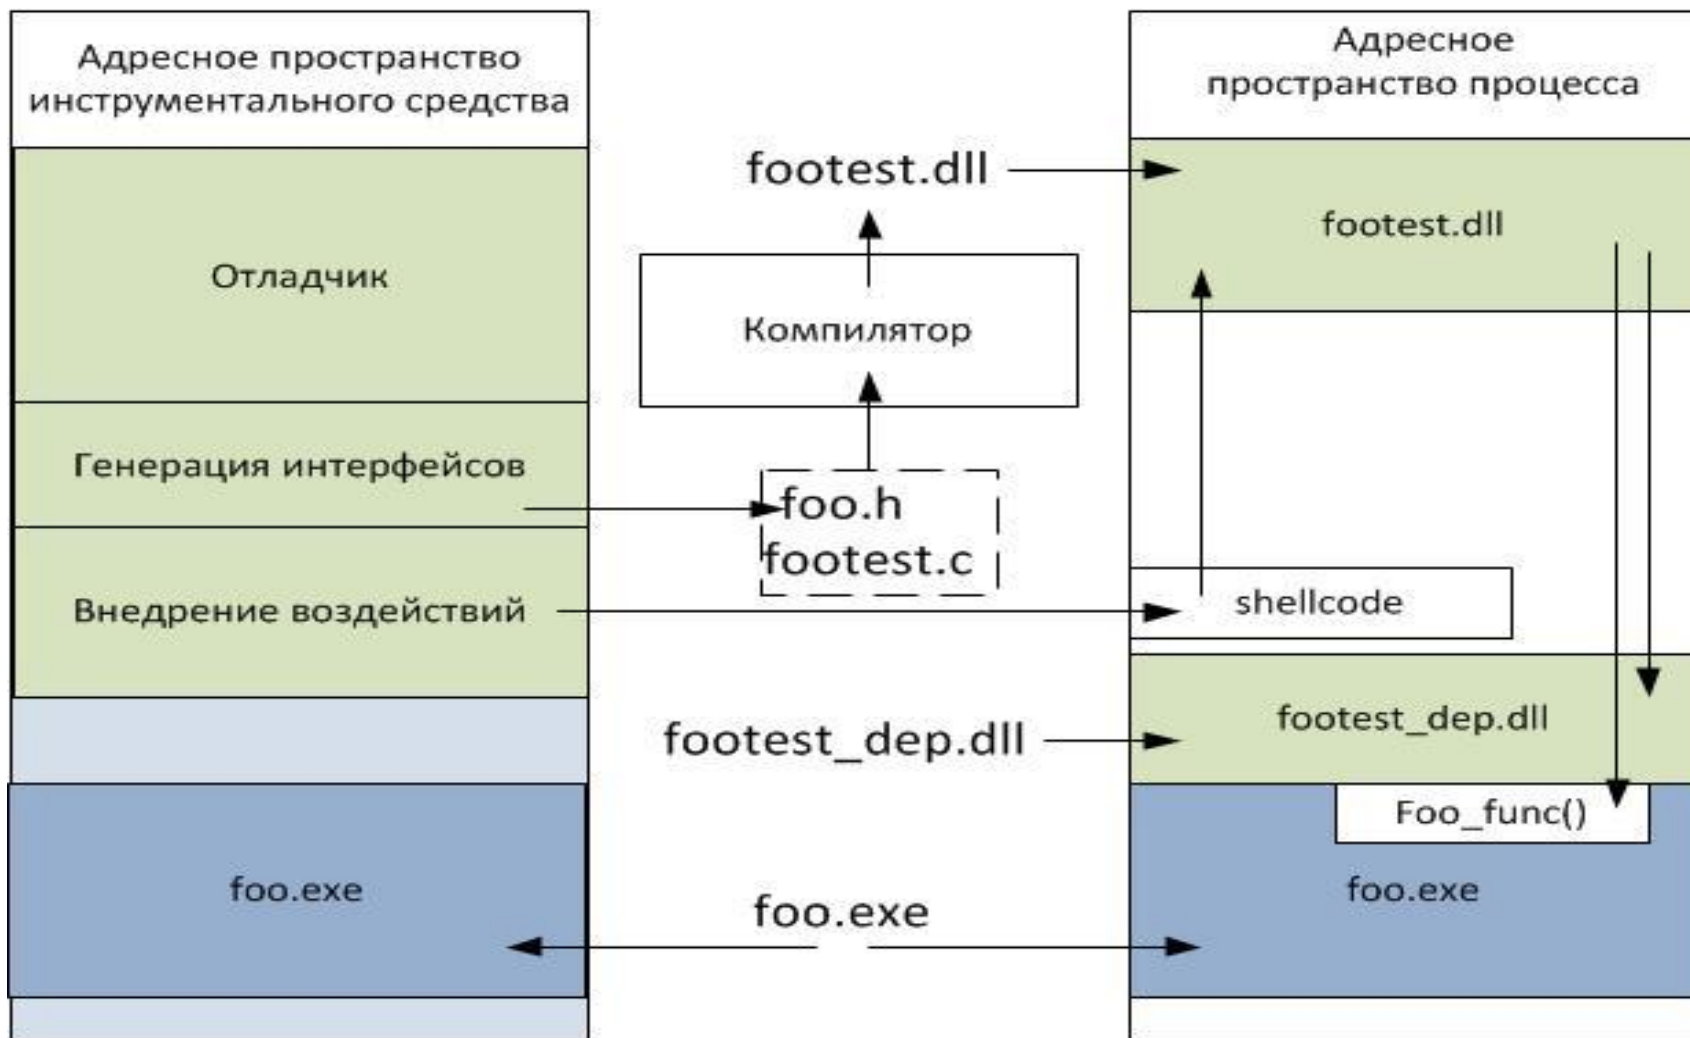 Адресное пространство
инструментального средства
Отладчик
Генерация интерфейсов
Внедрение воздействий
foo.exe
footest.dll
Компилятор
foo.h
footest.c
footest_dep.dll
foo.exe
Адресное
пространство процесса
footest.dll
shellcode
footest_dep.dll
Foo_func()
foo.exe